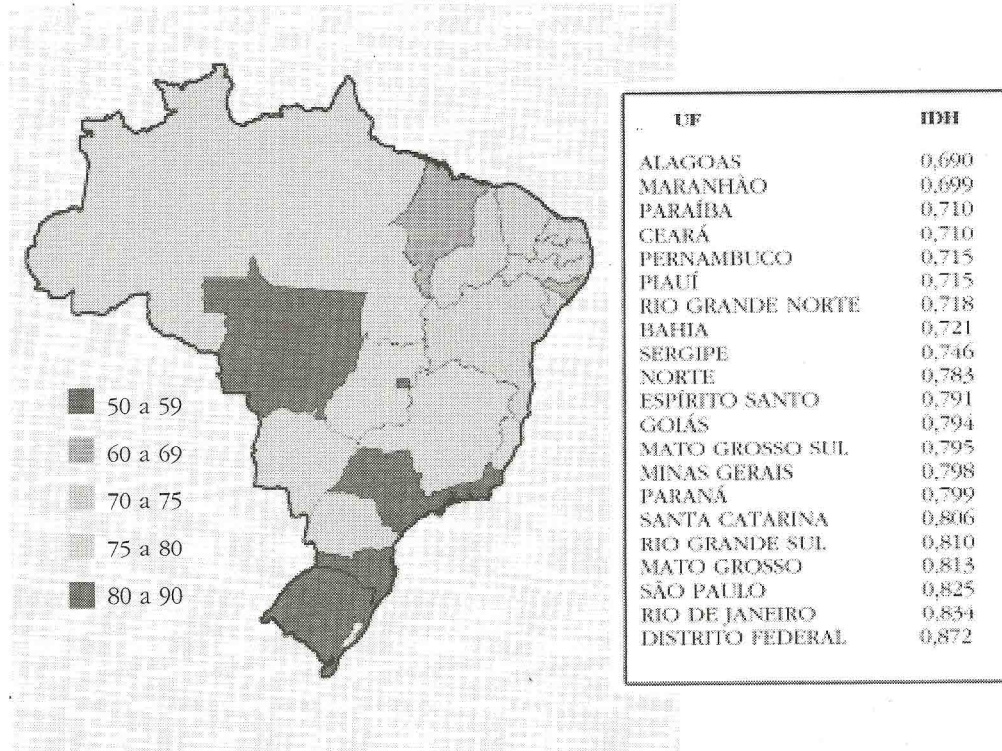 50 a 59
60 a 69
70 a 75
75 a 80
80 a 90
UF IDH
ALAGOAS 0,690
MARANHÃO 0,699
PARAÍBA 0,710
CEARÁ 0,710
PERNAMBUCO 0,715
PIAUÍ 0,715
RIO GRANDE NORTE 0,718
BAHIA 0,721
SERGIPE 0,746
NORTE 0,783
ESPÍRITO SANTO 0,791
GOIÁS 0,794
MATO GROSSO SUL 0,795
MINAS GERAIS 0,798
PARANÁ 0,799
SANTA CATARINA 0,806
RIO GRANDE SUL 0,810
MATO GROSSO 0,813
SÃO PAULO 0,825
RIO DE JANEIRO 0,834
DISTRITO FEDERAL 0,872